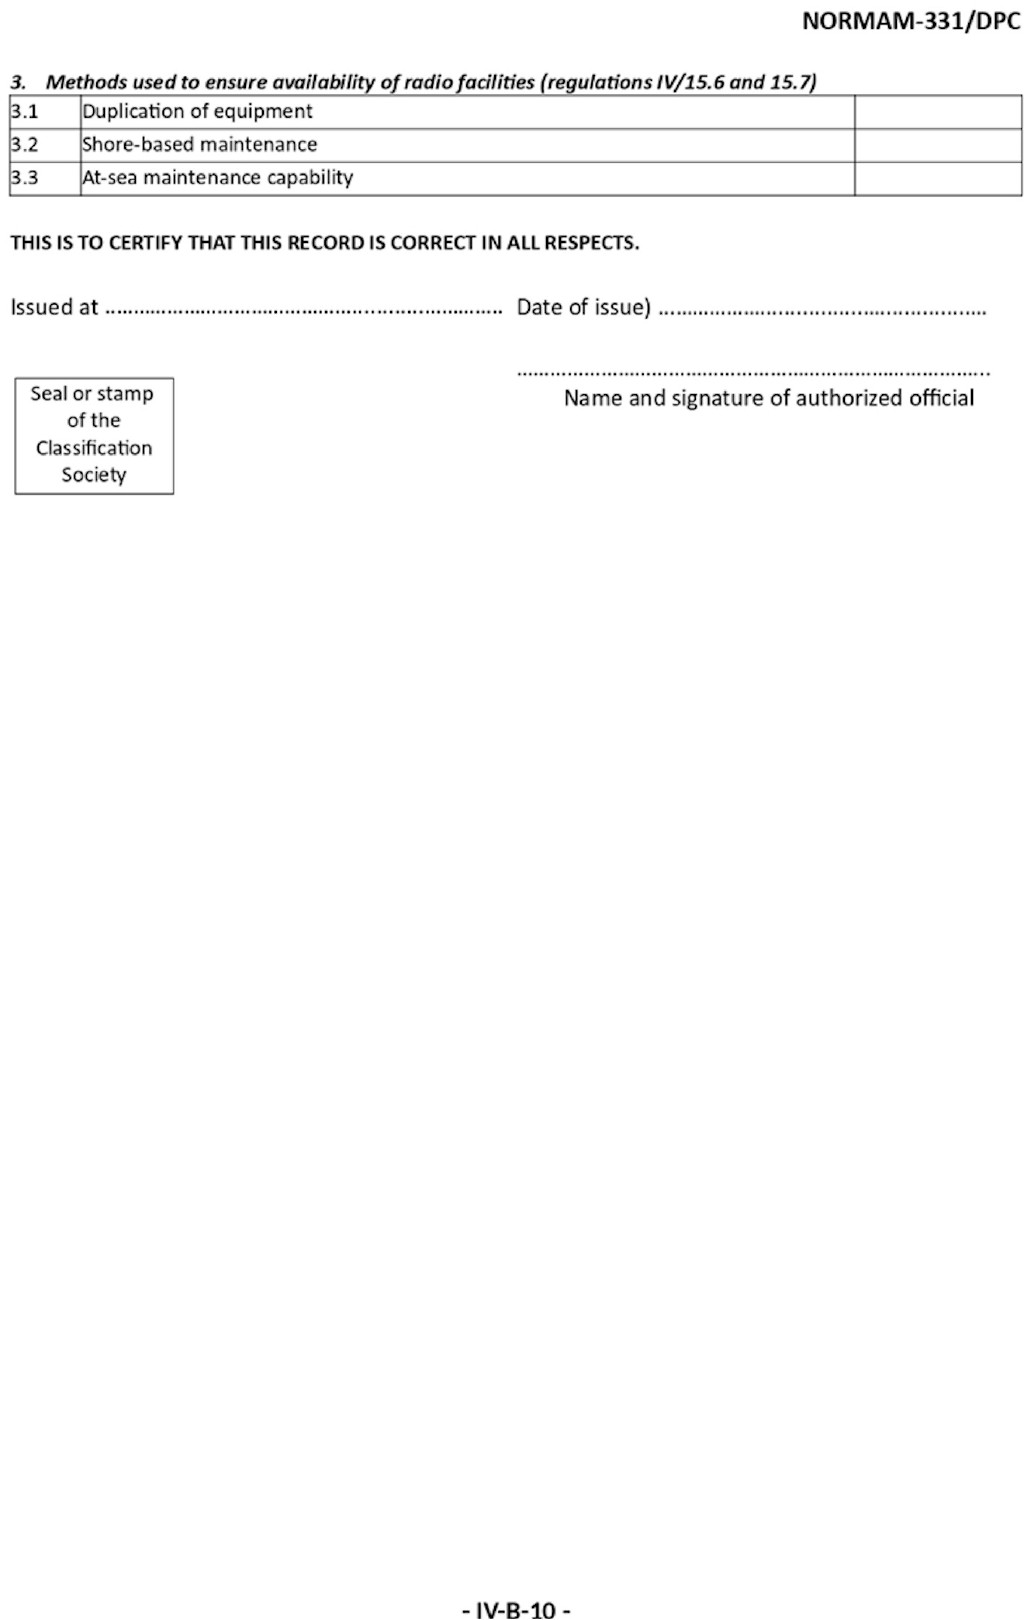 NORMAM-331/DPC
3. Methods used to ensure availability of radio facilities (regulations IV/15.6 and 15.7)
3.1 Duplication of equipment
3.2 Shore-based maintenance
3.3 At-sea maintenance capability
THIS IS TO CERTIFY THAT THIS RECORD IS CORRECT IN ALL RESPECTS.
Issued at ........................................................................ Date of issue) ............................................................
......................................................................................
Name and signature of authorized official
Seal or stamp
of the
Classification
Society
- IV-B-10 -